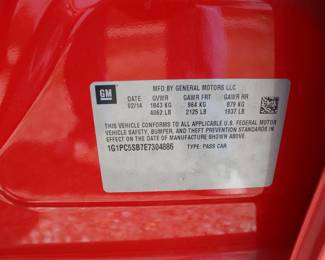 GM
MFD BY GENERAL MOTORS LLC
DATE GVWR GAWR FRT GAWR RR
02/14 1843 KG 964 KG 879 KG
4062 LB 2125 LB 1937 LB
THIS VEHICLE CONFORMS TO ALL APPLICABLE U.S. FEDERAL
VEHICLE SAFETY, BUMPER, AND THEFT PREVENTION STANDARDS IN
EFFECT ON THE DATE OF MANUFACTURE SHOWN ABOVE.
1G1PC5SB7E7304886 TYPE: PASS CAR